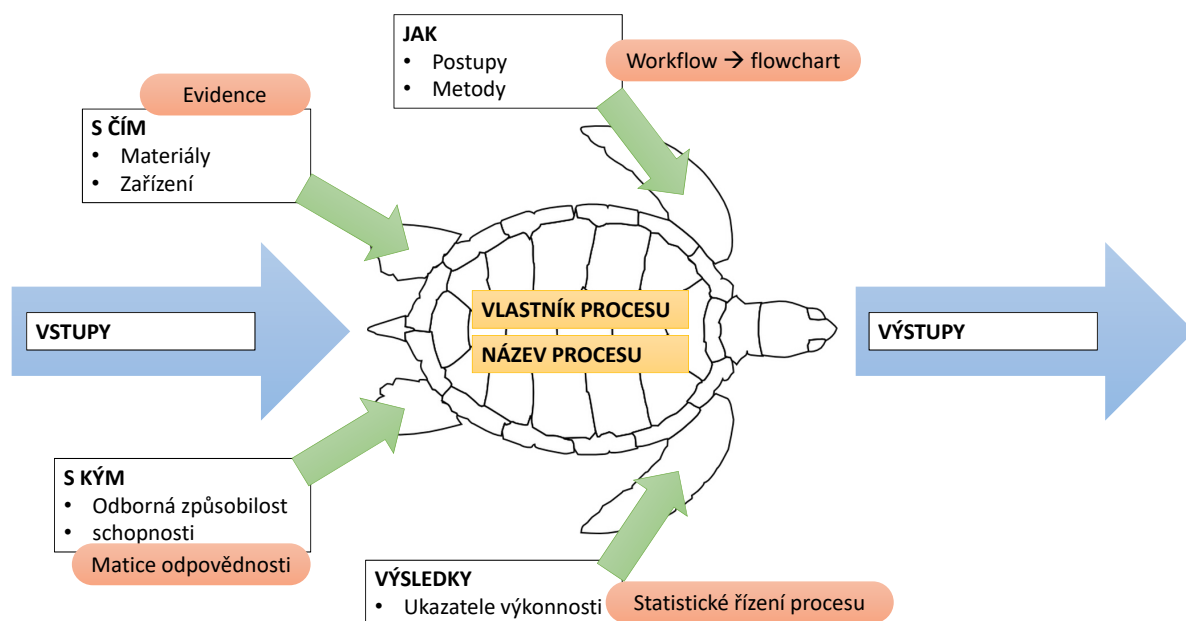 JAK
• Postupy
• Metody
Workflow → flowchart
Evidence
S ČÍM
• Materiály
• Zařízení
VSTUPY
VLASTNÍK PROCESU
NÁZEV PROCESU
VÝSTUPY
S KÝM
• Odborná způsobilost
• schopnosti
Matice odpovědnosti
VÝSLEDKY
• Ukazatele výkonnosti
Statistické řízení procesu